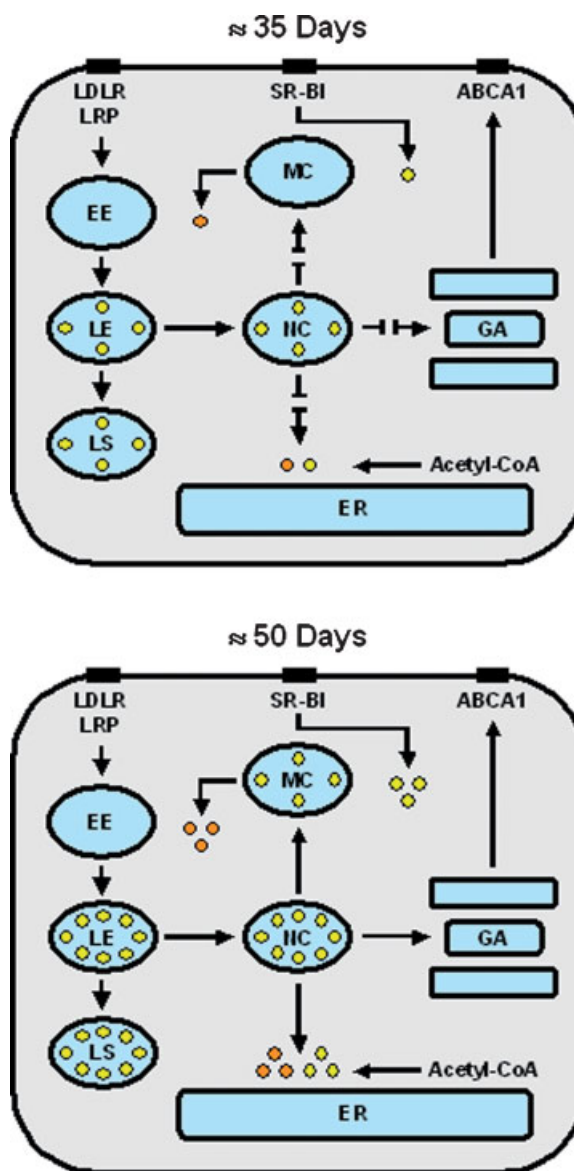 ≈ 35 Days
LDLR SR-BI ABCA1
LRP
MC
EE
LE NC GA
LS
Acetyl-CoA
ER
≈ 50 Days
LDLR SR-BI ABCA1
LRP
MC
EE
LE NC GA
LS
Acetyl-CoA
ER